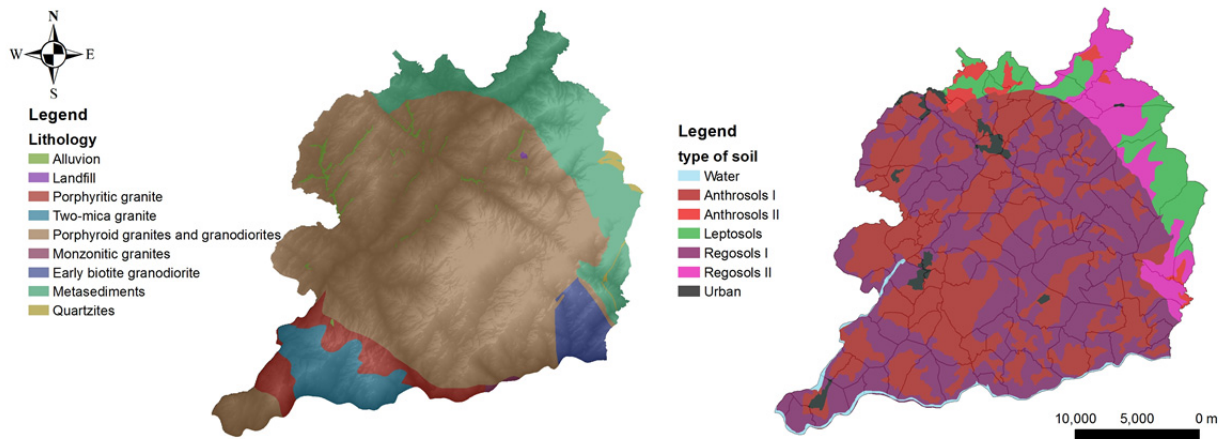 N
W E
S
Legend
Lithology
Alluvion
Landfill
Porphyritic granite
Two-mica granite
Porphyroid granites and granodiorites
Monzonitic granites
Early biotite granodiorite
Metasediments
Quartzites
Legend
type of soil
Water
Anthrosols I
Anthrosols II
Leptosols
Regosols I
Regosols II
Urban
10,000 5,000 0 m